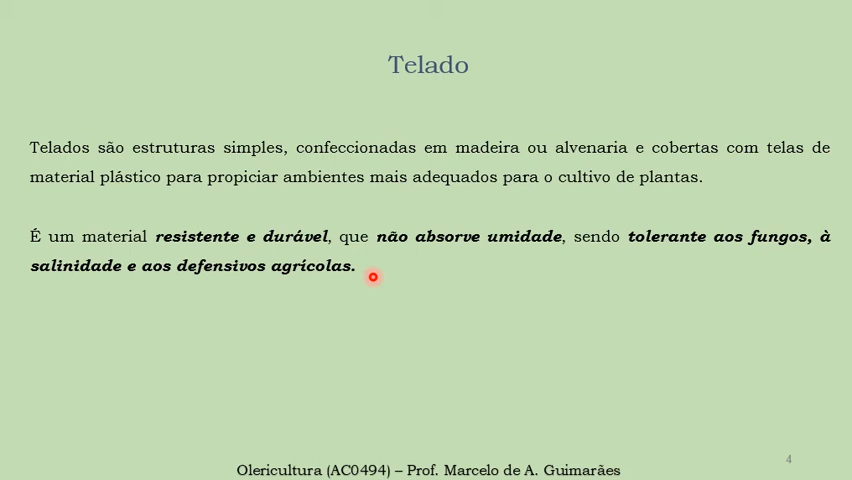 Telado
Telados são estruturas simples, confeccionadas em madeira ou alvenaria e cobertas com telas de
material plástico para propiciar ambientes mais adequados para o cultivo de plantas.
É um material resistente e durável, que não absorve umidade, sendo tolerante aos fungos, à
salinidade e aos defensivos agrícolas.
4
Olericultura (AC0494) – Prof. Marcelo de A. Guimarães